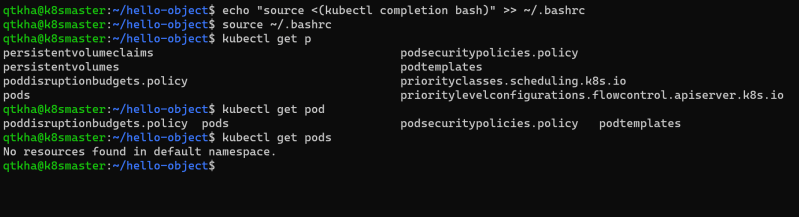 qtkha@k8smaster:~/hello-object$ echo "source <(kubectl completion bash)" >> ~/.bashrc
qtkha@k8smaster:~/hello-object$ source ~/.bashrc
qtkha@k8smaster:~/hello-object$ kubectl get p
persistentvolumeclaims podsecuritypolicies.policy
persistentvolumes podtemplates
poddisruptionbudgets.policy priorityclasses.scheduling.k8s.io
pods prioritylevelconfigurations.flowcontrol.apiserver.k8s.io
qtkha@k8smaster:~/hello-object$ kubectl get pod
poddisruptionbudgets.policy pods podsecuritypolicies.policy podtemplates
qtkha@k8smaster:~/hello-object$ kubectl get pods
No resources found in default namespace.
qtkha@k8smaster:~/hello-object$